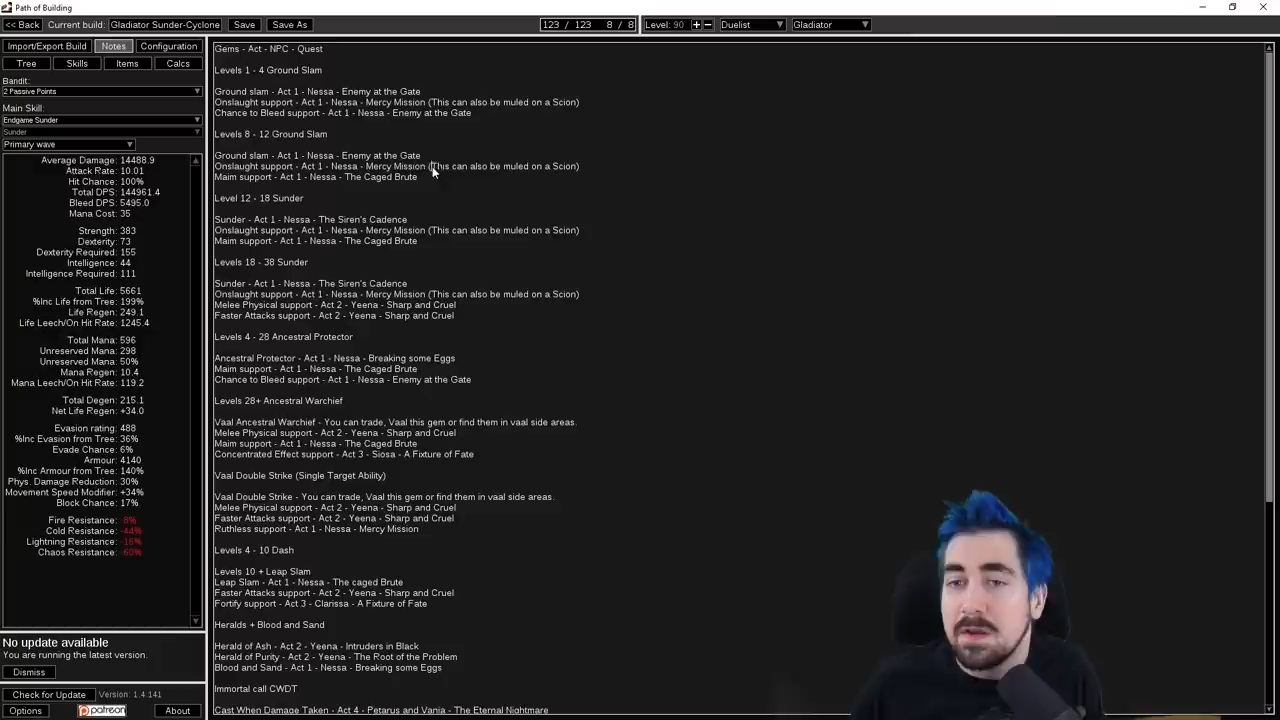 Path of Building
<< Back
Current build:
Gladiator Sunder-Cyclone
Save
Save As
123 / 123 8 / 8
Level: 90
Duelist
Gladiator
Import/Export Build
Notes
Configuration
Tree
Skills
Items
Calcs
Bandit:
2 Passive Points
Main Skill:
Endgame Sunder
Sunder
Primary wave
Average Damage: 14488.9
Attack Rate: 10.01
Hit Chance: 100%
Total DPS: 144961.4
Bleed DPS: 5495.0
Mana Cost: 35
Strength: 383
Dexterity: 73
Dexterity Required: 155
Intelligence: 44
Intelligence Required: 111
Total Life: 5661
%Inc Life from Tree: 199%
Life Regen: 249.1
Life Leech/On Hit Rate: 1245.4
Total Mana: 596
Unreserved Mana: 298
Unreserved Mana: 50%
Mana Regen: 10.4
Mana Leech/On Hit Rate: 119.2
Total Degen: 215.1
Net Life Regen: +34.0
Evasion rating: 488
%Inc Evasion from Tree: 36%
Evade Chance: 6%
Armour: 4140
%Inc Armour from Tree: 140%
Phys. Damage Reduction: 30%
Movement Speed Modifier: +34%
Block Chance: 17%
Fire Resistance: -8%
Cold Resistance: -44%
Lightning Resistance: -16%
Chaos Resistance: -60%
No update available
You are running the latest version.
Dismiss
Check for Update
Version: 1.4.141
Options
patreon
About
Gems - Act - NPC - Quest
Levels 1 - 4 Ground Slam
Ground slam - Act 1 - Nessa - Enemy at the Gate
Onslaught support - Act 1 - Nessa - Mercy Mission (This can also be muled on a Scion)
Chance to Bleed support - Act 1 - Nessa - Enemy at the Gate
Levels 8 - 12 Ground Slam
Ground slam - Act 1 - Nessa - Enemy at the Gate
Onslaught support - Act 1 - Nessa - Mercy Mission (This can also be muled on a Scion)
Maim support - Act 1 - Nessa - The Caged Brute
Level 12 - 18 Sunder
Sunder - Act 1 - Nessa - The Siren's Cadence
Onslaught support - Act 1 - Nessa - Mercy Mission (This can also be muled on a Scion)
Maim support - Act 1 - Nessa - The Caged Brute
Levels 18 - 38 Sunder
Sunder - Act 1 - Nessa - The Siren's Cadence
Onslaught support - Act 1 - Nessa - Mercy Mission (This can also be muled on a Scion)
Melee Physical support - Act 2 - Yeena - Sharp and Cruel
Faster Attacks support - Act 2 - Yeena - Sharp and Cruel
Levels 4 - 28 Ancestral Protector
Ancestral Protector - Act 1 - Nessa - Breaking some Eggs
Maim support - Act 1 - Nessa - The Caged Brute
Chance to Bleed support - Act 1 - Nessa - Enemy at the Gate
Levels 28+ Ancestral Warchief
Vaal Ancestral Warchief - You can trade, Vaal this gem or find them in vaal side areas.
Melee Physical support - Act 2 - Yeena - Sharp and Cruel
Maim support - Act 1 - Nessa - The Caged Brute
Concentrated Effect support - Act 3 - Siosa - A Fixture of Fate
Vaal Double Strike (Single Target Ability)
Vaal Double Strike - You can trade, Vaal this gem or find them in vaal side areas.
Melee Physical support - Act 2 - Yeena - Sharp and Cruel
Faster Attacks support - Act 2 - Yeena - Sharp and Cruel
Ruthless support - Act 1 - Nessa - Mercy Mission
Levels 4 - 10 Dash
Levels 10 + Leap Slam
Leap Slam - Act 1 - Nessa - The caged Brute
Faster Attacks support - Act 2 - Yeena - Sharp and Cruel
Fortify support - Act 3 - Clarissa - A Fixture of Fate
Heralds + Blood and Sand
Herald of Ash - Act 2 - Yeena - Intruders in Black
Herald of Purity - Act 2 - Yeena - The Root of the Problem
Blood and Sand - Act 1 - Nessa - Breaking some Eggs
Immortal call CWDT
Cast When Damage Taken - Act 4 - Petarus and Vania - The Eternal Nightmare